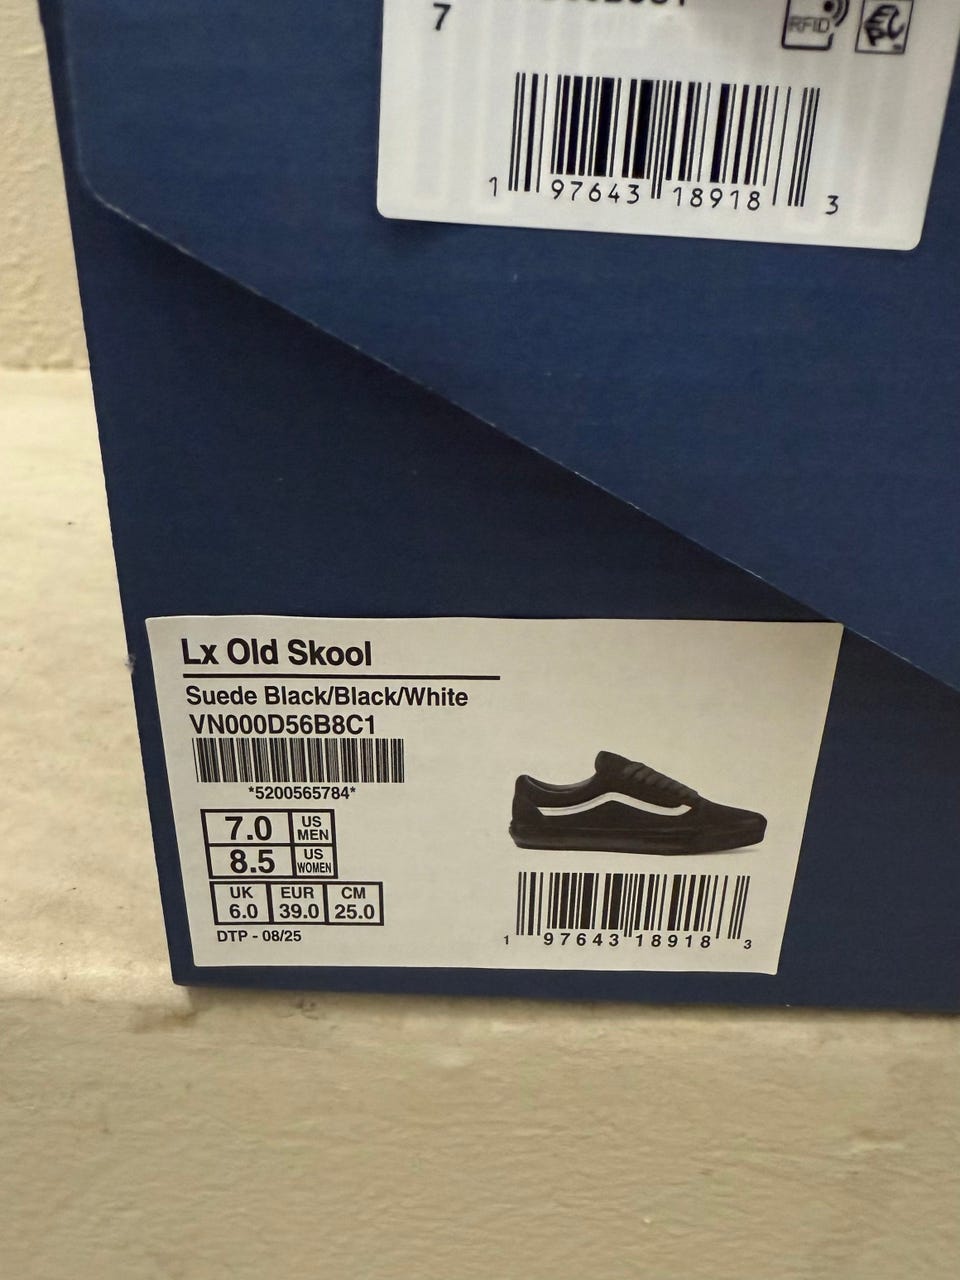 7
RFID
1 97643 18918 3
Lx Old Skool
Suede Black/Black/White
VN000D56B8C1
*5200565784*
7.0 US MEN
8.5 US WOMEN
UK EUR CM
6.0 39.0 25.0
DTP - 08/25
1 97643 18918 3